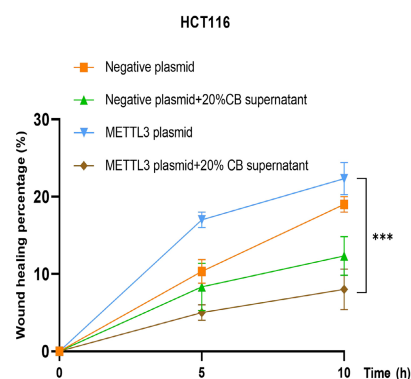 HCT116
Negative plasmid
Negative plasmid+20%CB supernatant
METTL3 plasmid
METTL3 plasmid+20% CB supernatant
Wound healing percentage (%)
30
20
10
0
***
0 5 10 Time (h)